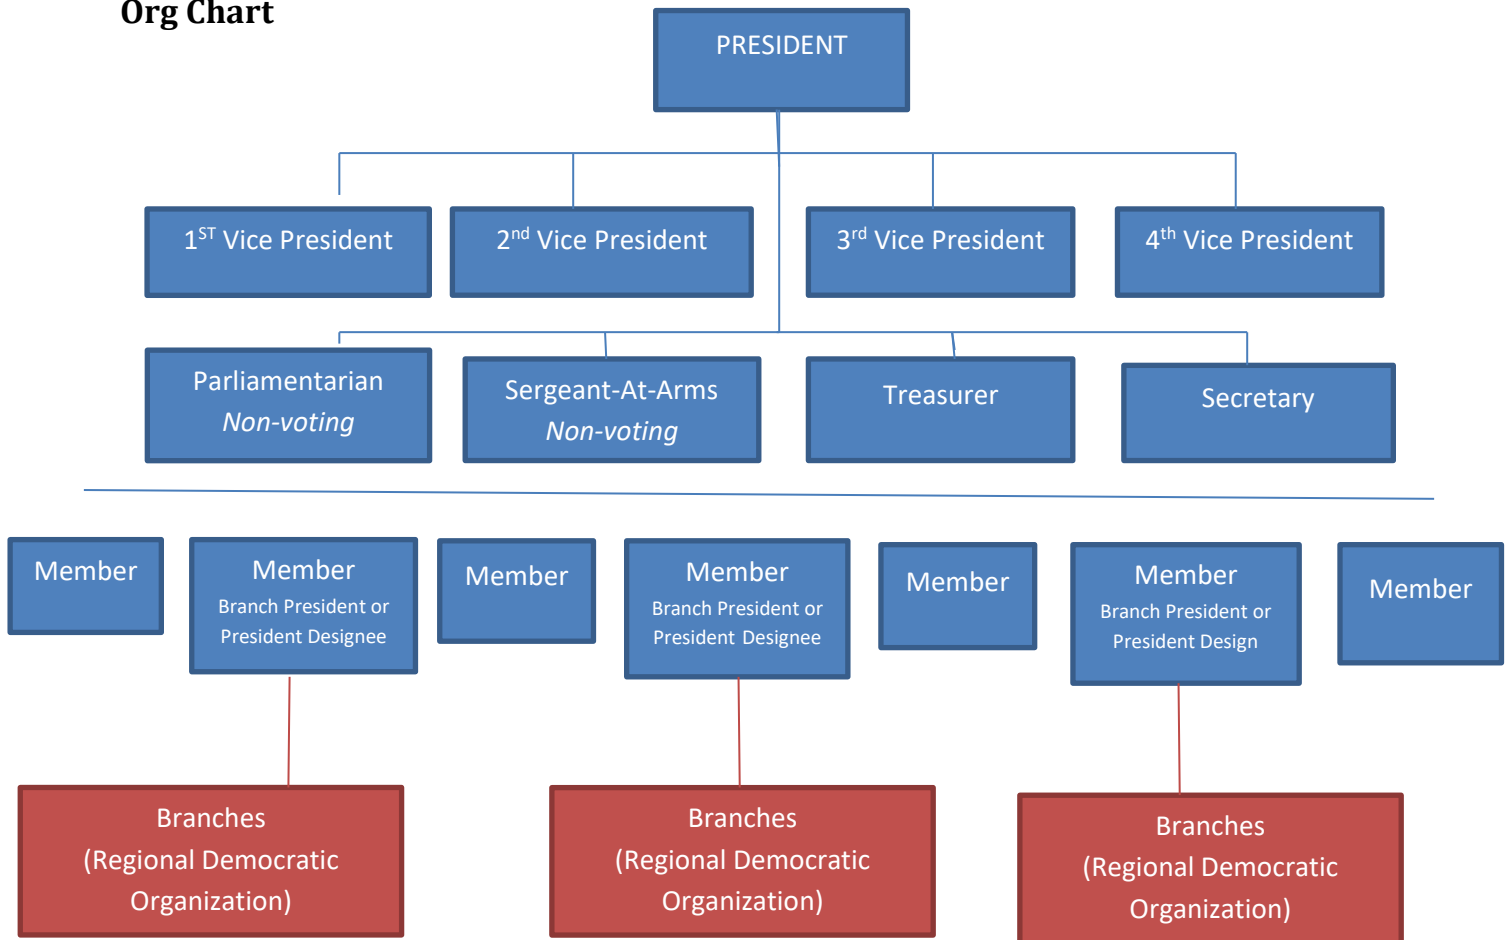 Org Chart
PRESIDENT
1ST Vice President
2nd Vice President
3rd Vice President
4th Vice President
Parliamentarian
Non-voting
Sergeant-At-Arms
Non-voting
Treasurer
Secretary
Member
Member
Branch President or
President Designee
Member
Member
Branch President or
President Designee
Member
Member
Branch President or
President Design
Member
Branches
(Regional Democratic
Organization)
Branches
(Regional Democratic
Organization)
Branches
(Regional Democratic
Organization)